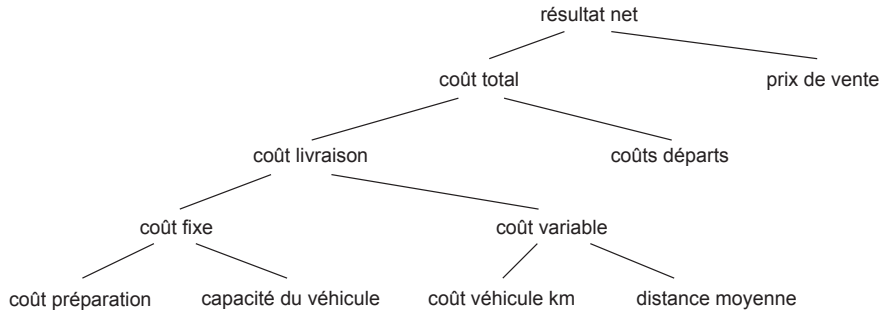 résultat net
coût total
prix de vente
coût livraison
coûts départs
coût fixe
coût variable
coût préparation
capacité du véhicule
coût véhicule km
distance moyenne